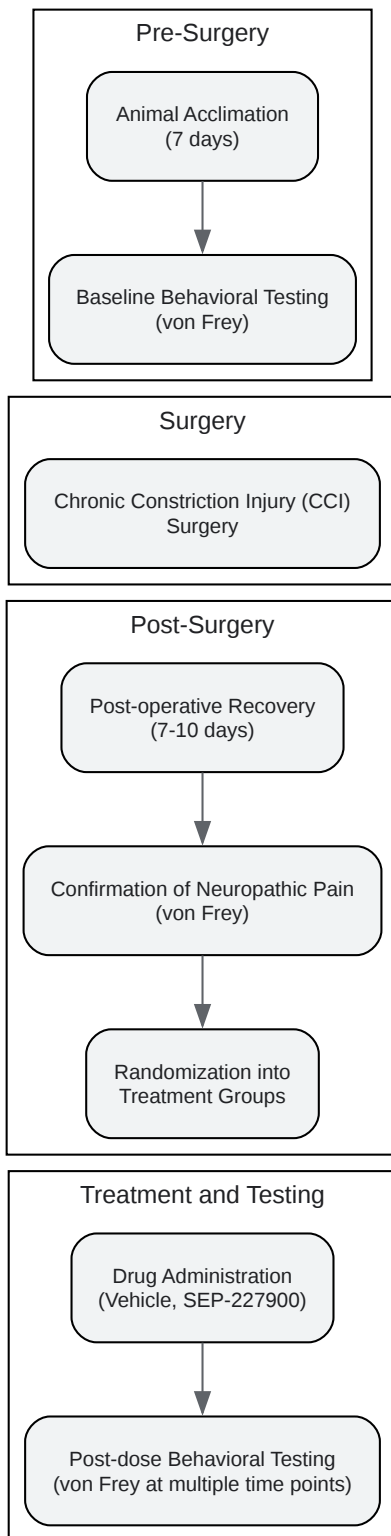 Pre-Surgery
Animal Acclimation
(7 days)
Baseline Behavioral Testing
(von Frey)
Surgery
Chronic Constriction Injury (CCI)
Surgery
Post-Surgery
Post-operative Recovery
(7-10 days)
Confirmation of Neuropathic Pain
(von Frey)
Randomization into
Treatment Groups
Treatment and Testing
Drug Administration
(Vehicle, SEP-227900)
Post-dose Behavioral Testing
(von Frey at multiple time points)